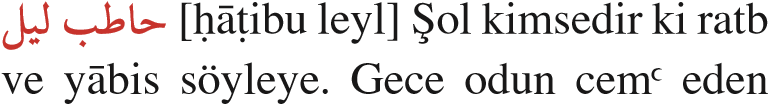 حاطب ليل [ḥāṭibu leyl] Şol kimsedir ki ratb
ve yābis söyleye. Gece odun cemᶜ eden